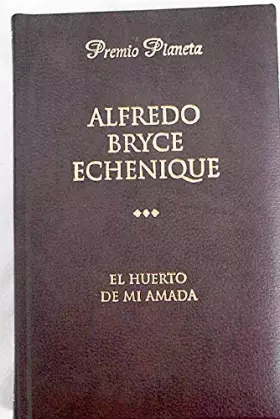 Premio Planeta
ALFREDO
BRYCE
ECHENIQUE
EL HUERTO
DE MI AMADA